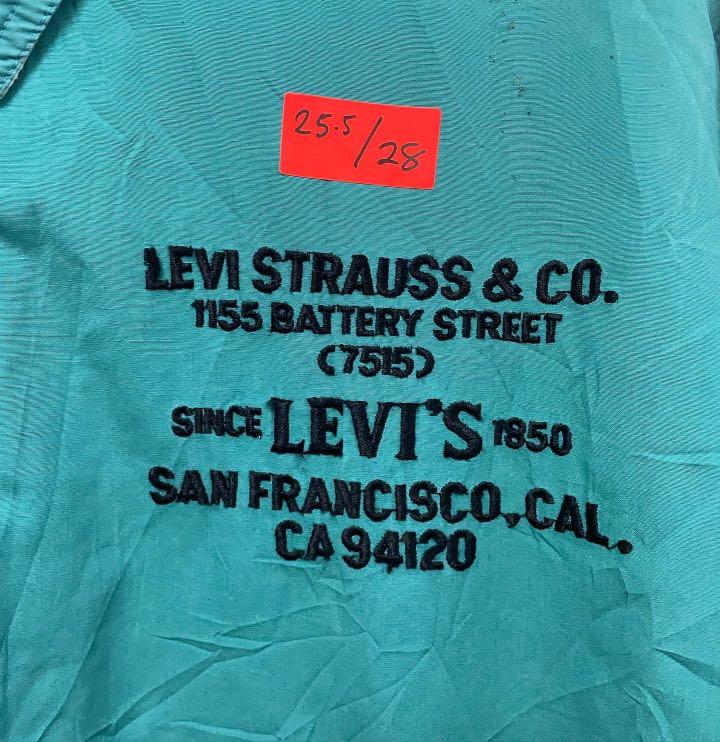 25.5/28
LEVI STRAUSS & CO.
1155 BATTERY STREET
(7515)
SINCE LEVI'S 1850
SAN FRANCISCO, CAL.
CA 94120